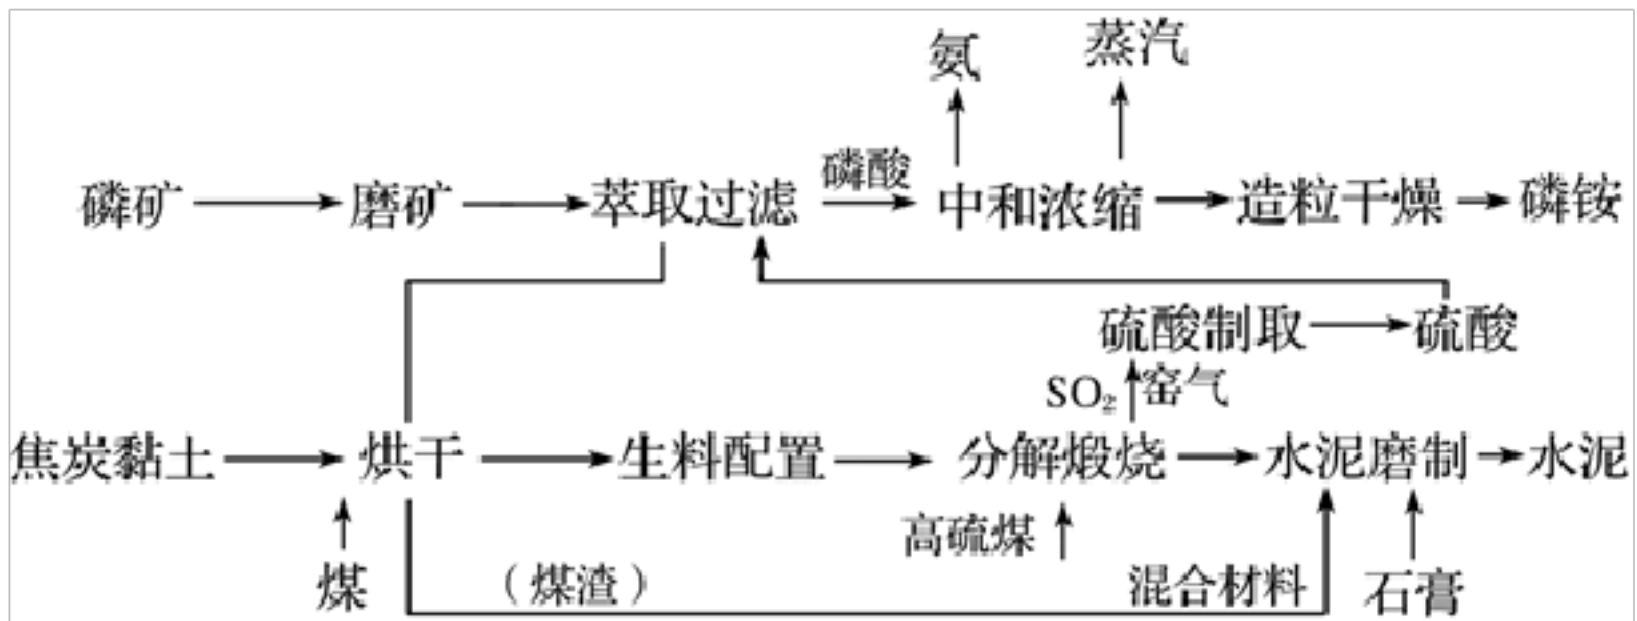 氨
蒸汽
磷矿
磨矿
萃取过滤
磷酸
中和浓缩
造粒干燥
磷铵
硫酸制取
硫酸
SO₂
窑气
焦炭黏土
烘干
生料配置
分解煅烧
水泥磨制
水泥
高硫煤
煤
（煤渣）
混合材料
石膏